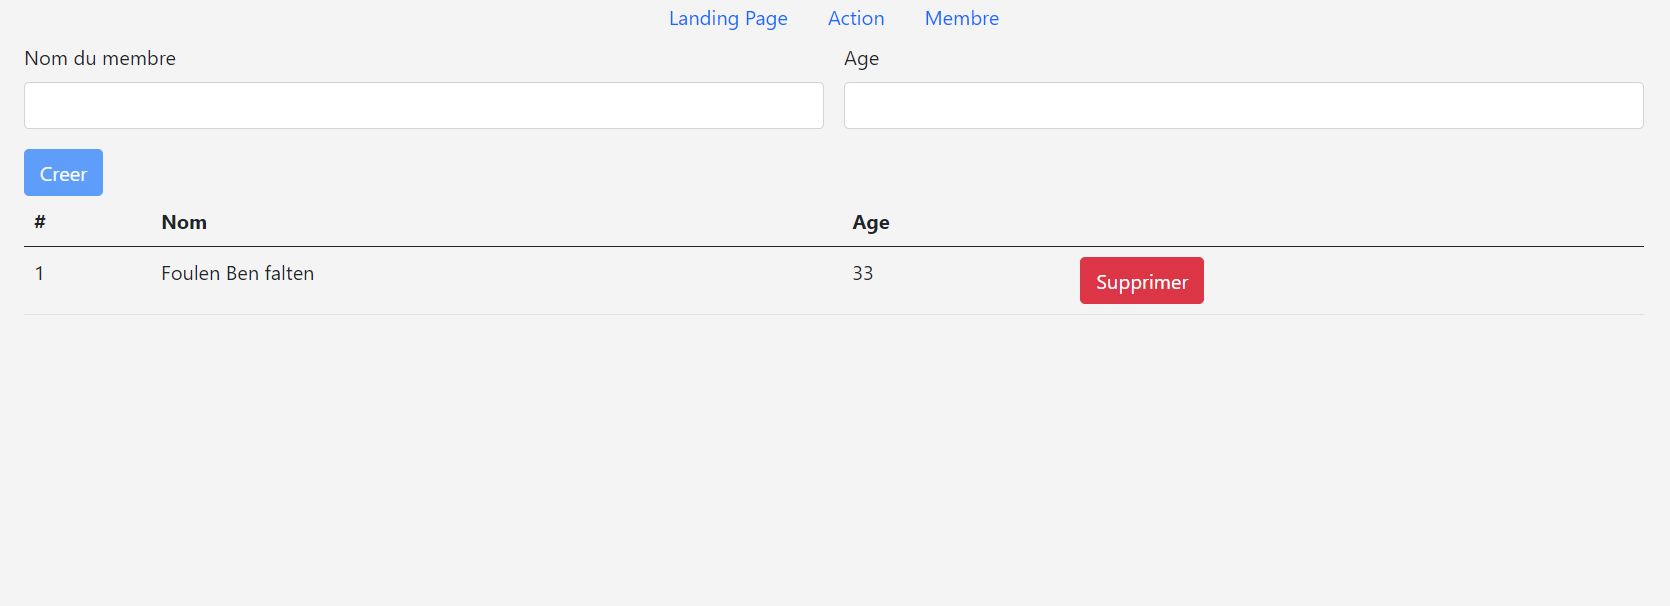 Landing Page Action Membre
Nom du membre Age
Creer
# Nom Age
1 Foulen Ben falten 33 Supprimer